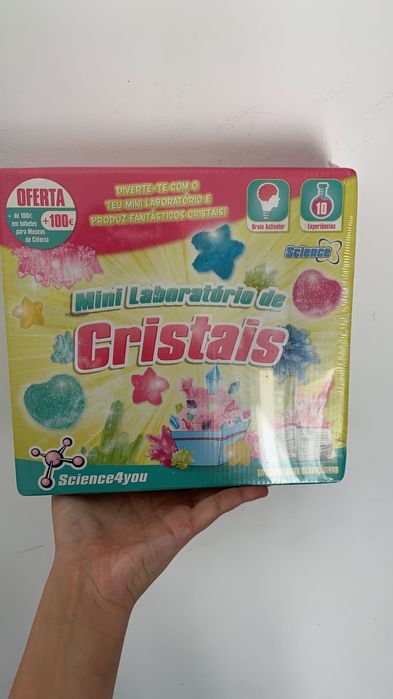 OFERTA
+ de 100€
em bilhetes
para Museus
de Ciência
+100€
DIVERTE-TE COM O
TEU MINI LABORATÓRIO E
PRODUZ FANTÁSTICOS CRISTAIS!
Brain Activator
10
Experiências
Science
Mini Laboratório de
Cristais
Science4you